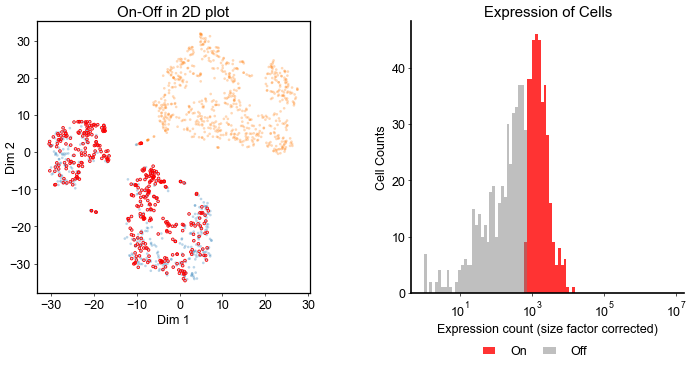 On-Off in 2D plot
Dim 2
30
20
10
0
−10
−20
−30
−30 −20 −10 0 10 20 30
Dim 1
Expression of Cells
Cell Counts
40
30
20
10
0
10^1 10^3 10^5 10^7
Expression count (size factor corrected)
On Off